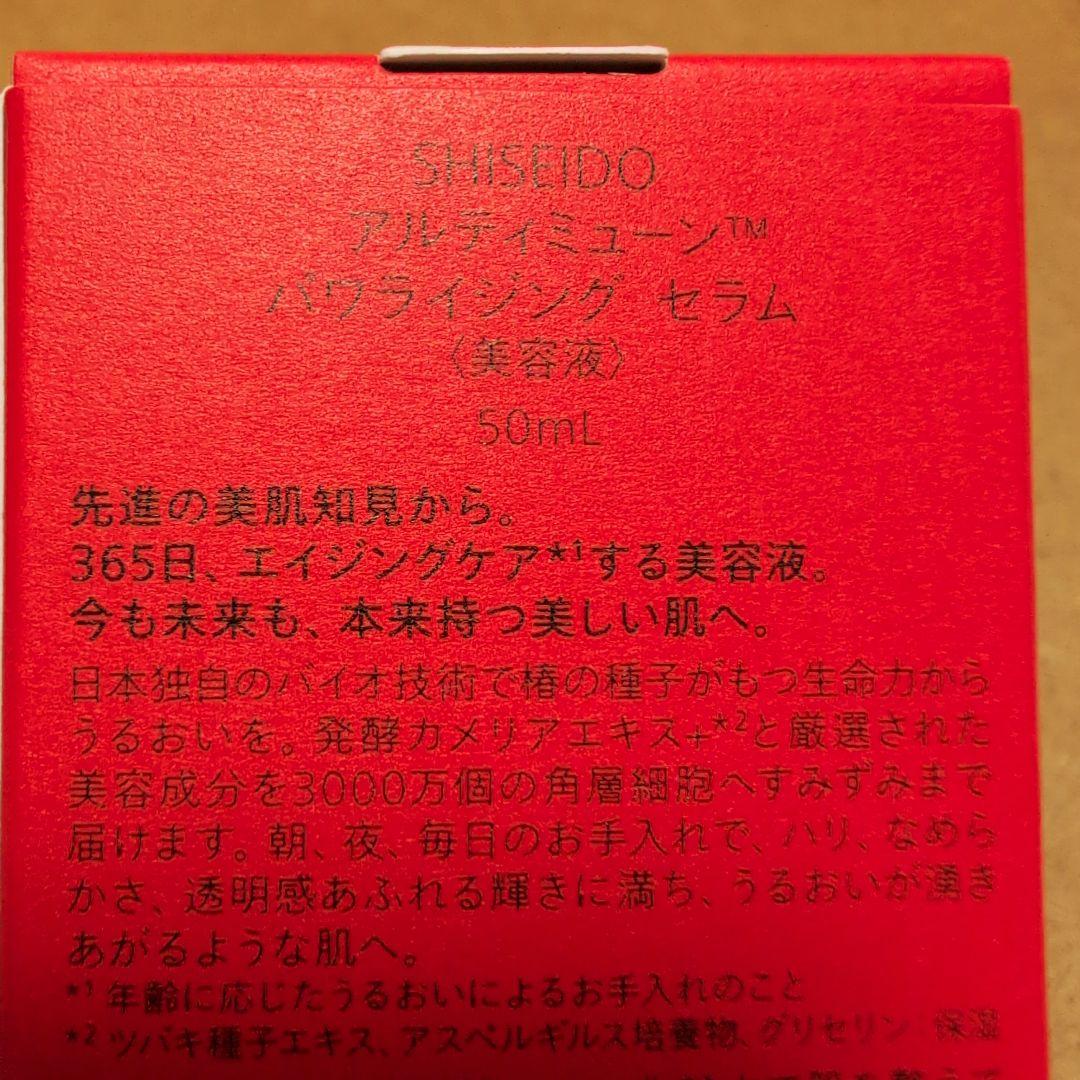 SHISEIDO
アルティミューン™
パワライジング セラム
〈美容液〉
50mL
先進の美肌知見から。
365日、エイジングケア*1する美容液。
今も未来も、本来持つ美しい肌へ。
日本独自のバイオ技術で椿の種子がもつ生命力から
うるおいを。発酵カメリアエキス+*2と厳選された
美容成分を3000万個の角層細胞へすみずみまで
届けます。朝、夜、毎日のお手入れで、ハリ、なめら
かさ、透明感あふれる輝きに満ち、うるおいが湧き
あがるような肌へ。
*1 年齢に応じたうるおいによるお手入れのこと
*2 ツバキ種子エキス、アスペルギルス培養物、グリセリン:保湿